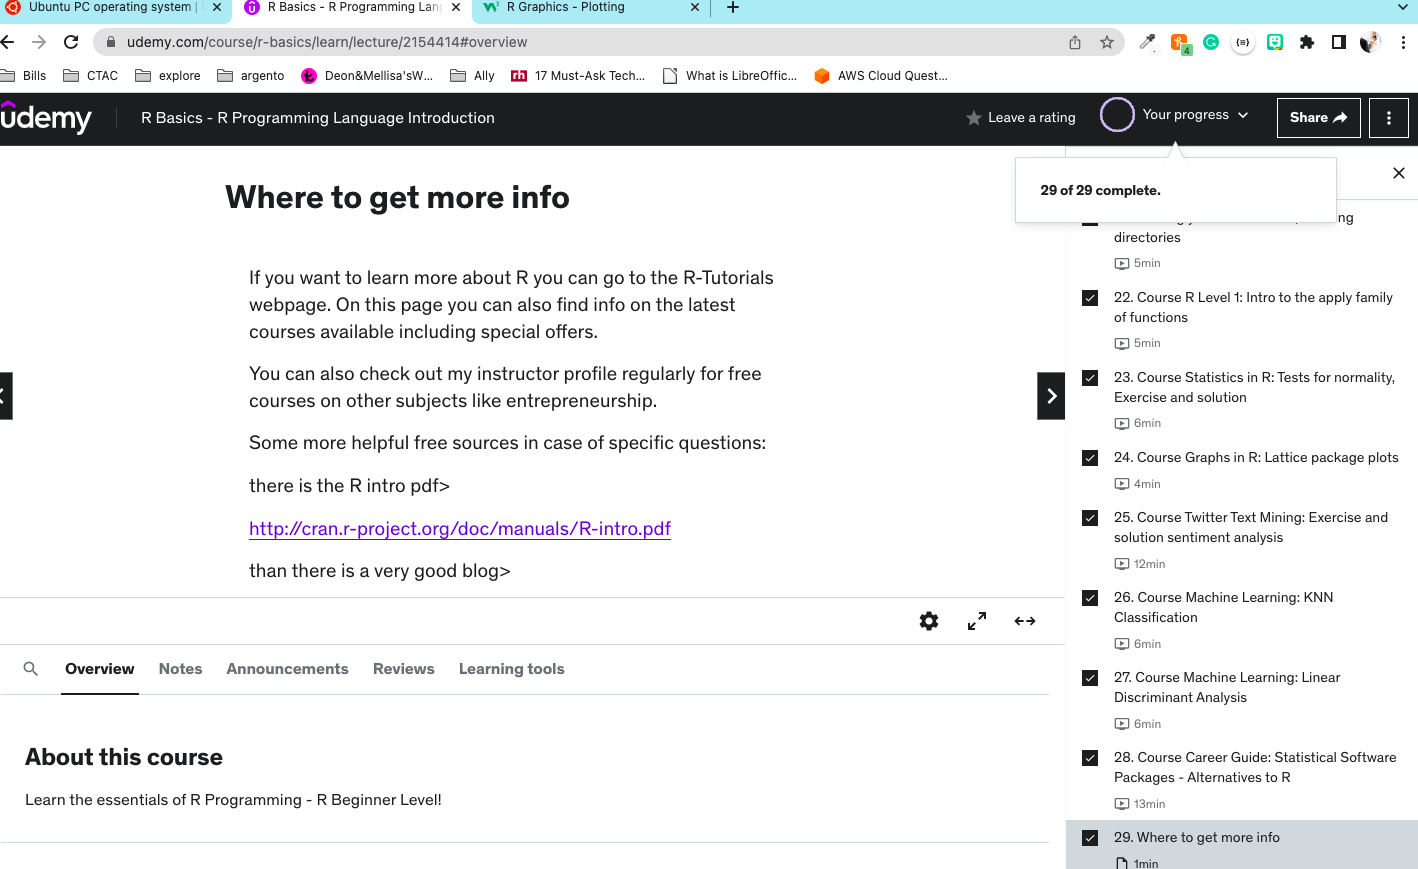 Ubuntu PC operating system |
R Basics - R Programming Lang
R Graphics - Plotting
udemy.com/course/r-basics/learn/lecture/2154414#overview
4
Bills
CTAC
explore
argento
Deon&Mellisa'sW...
Ally
17 Must-Ask Tech...
What is LibreOffic...
AWS Cloud Quest...
udemy
R Basics - R Programming Language Introduction
Leave a rating
Your progress
Share
29 of 29 complete.
Where to get more info
If you want to learn more about R you can go to the R-Tutorials
webpage. On this page you can also find info on the latest
courses available including special offers.
You can also check out my instructor profile regularly for free
courses on other subjects like entrepreneurship.
Some more helpful free sources in case of specific questions:
there is the R intro pdf>
http://cran.r-project.org/doc/manuals/R-intro.pdf
than there is a very good blog>
Overview
Notes
Announcements
Reviews
Learning tools
About this course
Learn the essentials of R Programming - R Beginner Level!
directories
5min
22. Course R Level 1: Intro to the apply family
of functions
5min
23. Course Statistics in R: Tests for normality,
Exercise and solution
6min
24. Course Graphs in R: Lattice package plots
4min
25. Course Twitter Text Mining: Exercise and
solution sentiment analysis
12min
26. Course Machine Learning: KNN
Classification
6min
27. Course Machine Learning: Linear
Discriminant Analysis
6min
28. Course Career Guide: Statistical Software
Packages - Alternatives to R
13min
29. Where to get more info
1min